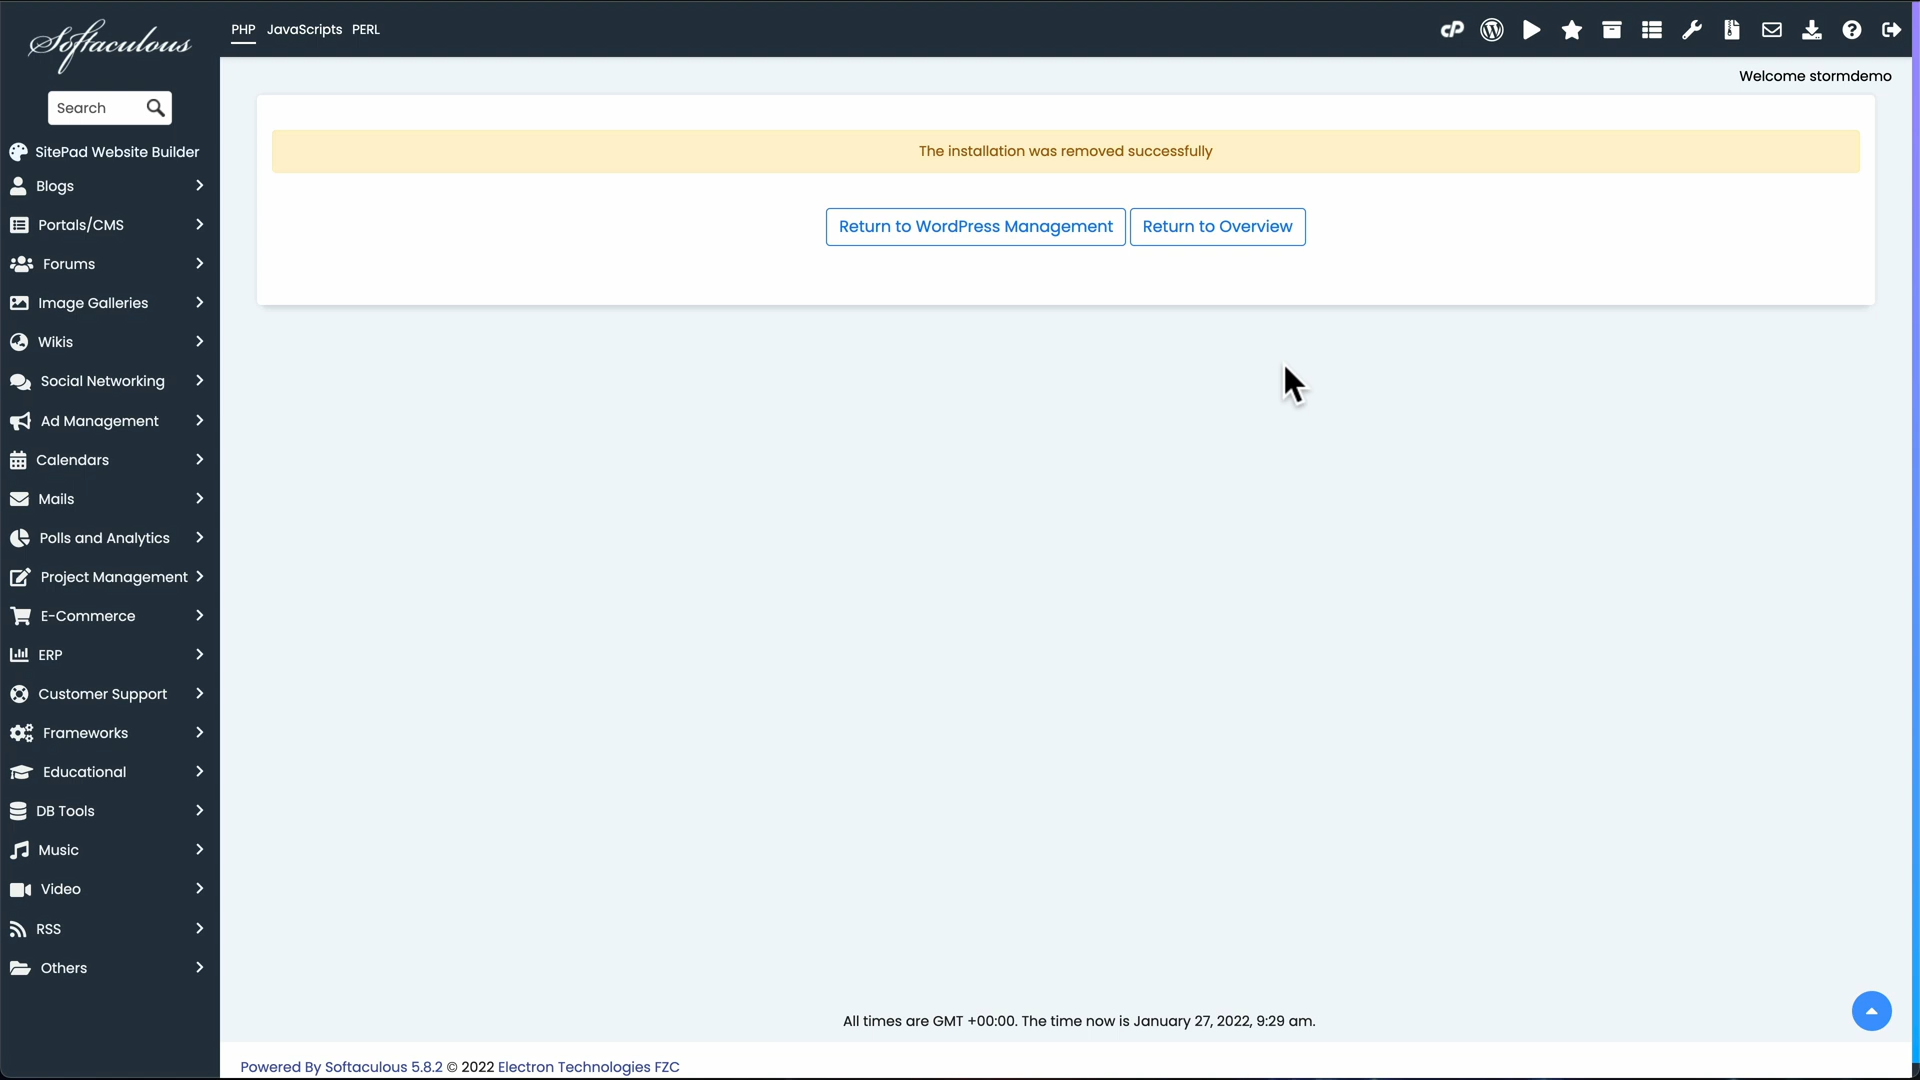 Softaculous
PHP JavaScripts PERL
cP
Welcome stormdemo
Search
SitePad Website Builder
Blogs
Portals/CMS
Forums
Image Galleries
Wikis
Social Networking
Ad Management
Calendars
Mails
Polls and Analytics
Project Management
E-Commerce
ERP
Customer Support
Frameworks
Educational
DB Tools
Music
Video
RSS
Others
The installation was removed successfully
Return to WordPress Management
Return to Overview
All times are GMT +00:00. The time now is January 27, 2022, 9:29 am.
Powered By Softaculous 5.8.2 © 2022 Electron Technologies FZC